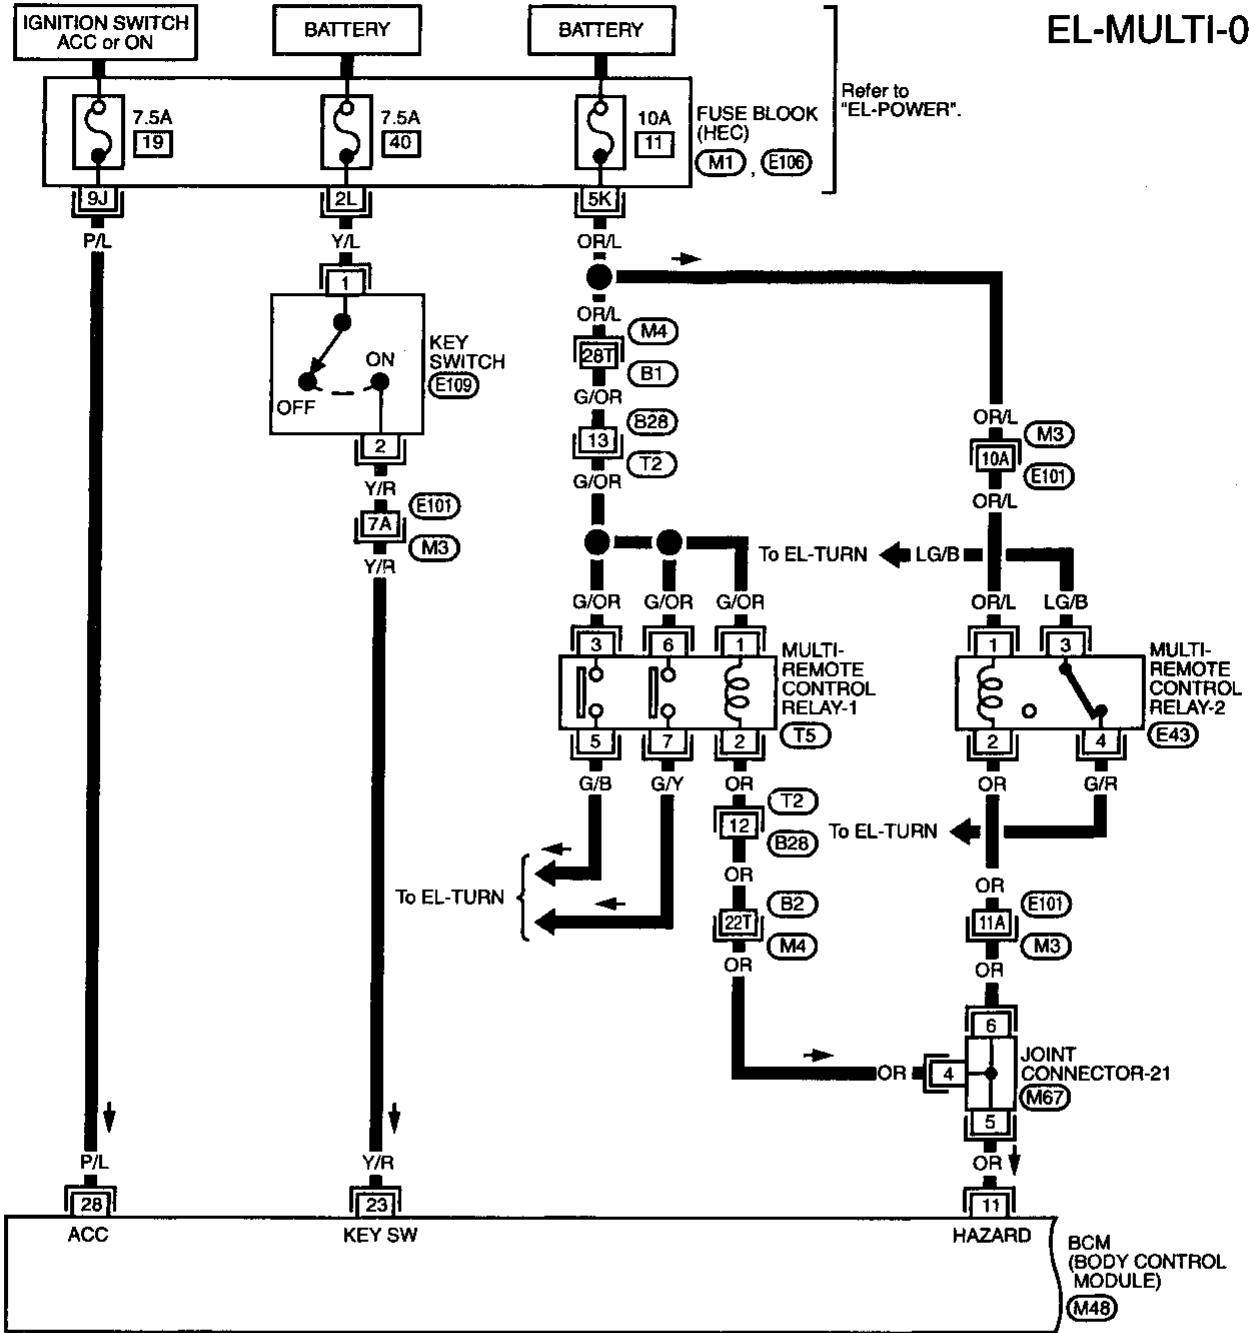 EL-MULTI-0
IGNITION SWITCH
ACC or ON
BATTERY
BATTERY
7.5A
19
7.5A
40
10A
11
FUSE BLOOK
(HEC)
M1 , E106
Refer to
"EL-POWER".
9J
2L
5K
P/L
Y/L
OR/L
1
OR/L
M4
28T
B1
KEY
SWITCH
E109
ON
OFF
G/OR
2
B28
13
T2
G/OR
OR/L
M3
10A
E101
OR/L
Y/R
E101
7A
M3
Y/R
To EL-TURN
LG/B
G/OR
G/OR
G/OR
OR/L
LG/B
3
6
1
1
3
MULTI-
REMOTE
CONTROL
RELAY-1
T5
MULTI-
REMOTE
CONTROL
RELAY-2
E43
5
7
2
2
4
G/B
G/Y
OR
OR
G/R
T2
12
B28
To EL-TURN
OR
OR
To EL-TURN
B2
22T
M4
E101
11A
M3
OR
OR
6
OR
4
JOINT
CONNECTOR-21
M67
5
P/L
Y/R
OR
28
23
11
ACC
KEY SW
HAZARD
BCM
(BODY CONTROL
MODULE)
M48